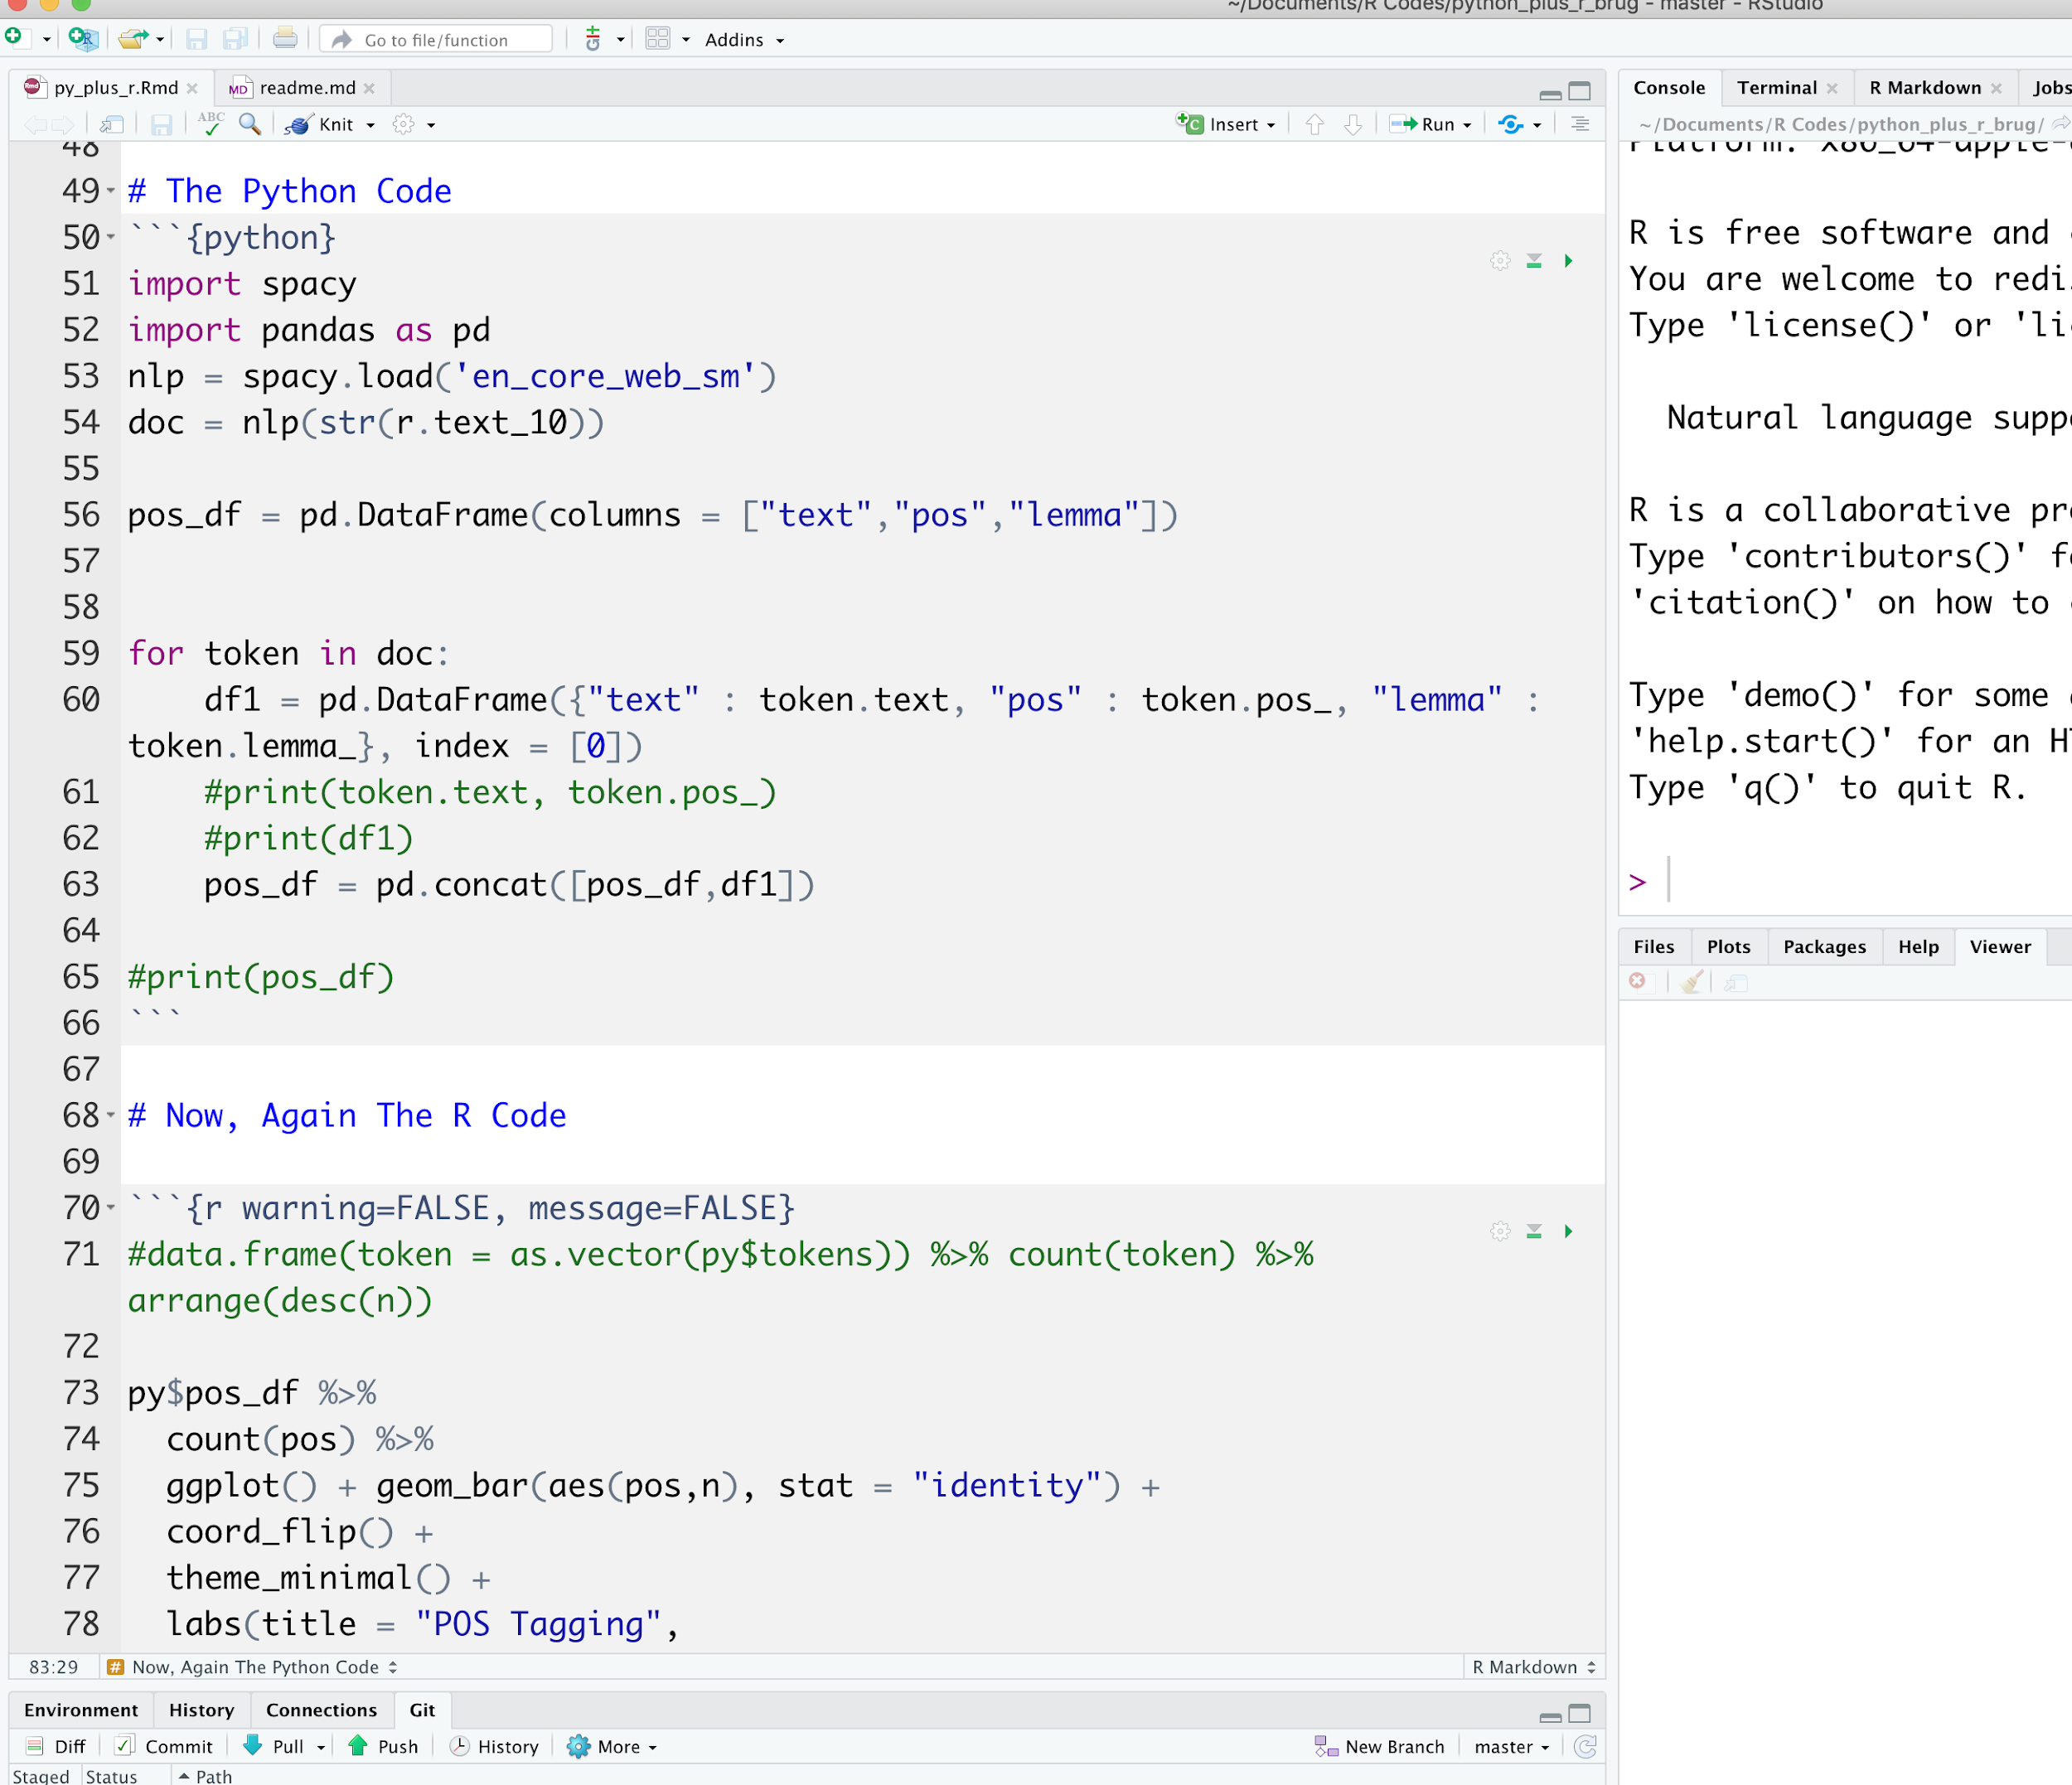 ~/Documents/R Codes/python_plus_r_brug - master - RStudio
Go to file/function
Addins
py_plus_r.Rmd
MD readme.md
ABC
Knit
Insert
Run
48
49 # The Python Code
50 ```{python}
51 import spacy
52 import pandas as pd
53 nlp = spacy.load('en_core_web_sm')
54 doc = nlp(str(r.text_10))
55
56 pos_df = pd.DataFrame(columns = ["text","pos","lemma"])
57
58
59 for token in doc:
60     df1 = pd.DataFrame({"text" : token.text, "pos" : token.pos_, "lemma" :
token.lemma_}, index = [0])
61     #print(token.text, token.pos_)
62     #print(df1)
63     pos_df = pd.concat([pos_df,df1])
64
65 #print(pos_df)
66 ```
67
68 # Now, Again The R Code
69
70 ```{r warning=FALSE, message=FALSE}
71 #data.frame(token = as.vector(py$tokens)) %>% count(token) %>%
arrange(desc(n))
72
73 py$pos_df %>%
74   count(pos) %>%
75   ggplot() + geom_bar(aes(pos,n), stat = "identity") +
76   coord_flip() +
77   theme_minimal() +
78   labs(title = "POS Tagging",
83:29
# Now, Again The Python Code
R Markdown
Environment
History
Connections
Git
Diff
Commit
Pull
Push
History
More
New Branch
master
Staged
Status
Path
Console
Terminal
R Markdown
Jobs
~/Documents/R Codes/python_plus_r_brug/
Platform: x86_64-apple-
R is free software and
You are welcome to redi
Type 'license()' or 'li
Natural language supp
R is a collaborative pr
Type 'contributors()' f
'citation()' on how to
Type 'demo()' for some
'help.start()' for an H
Type 'q()' to quit R.
>
Files
Plots
Packages
Help
Viewer